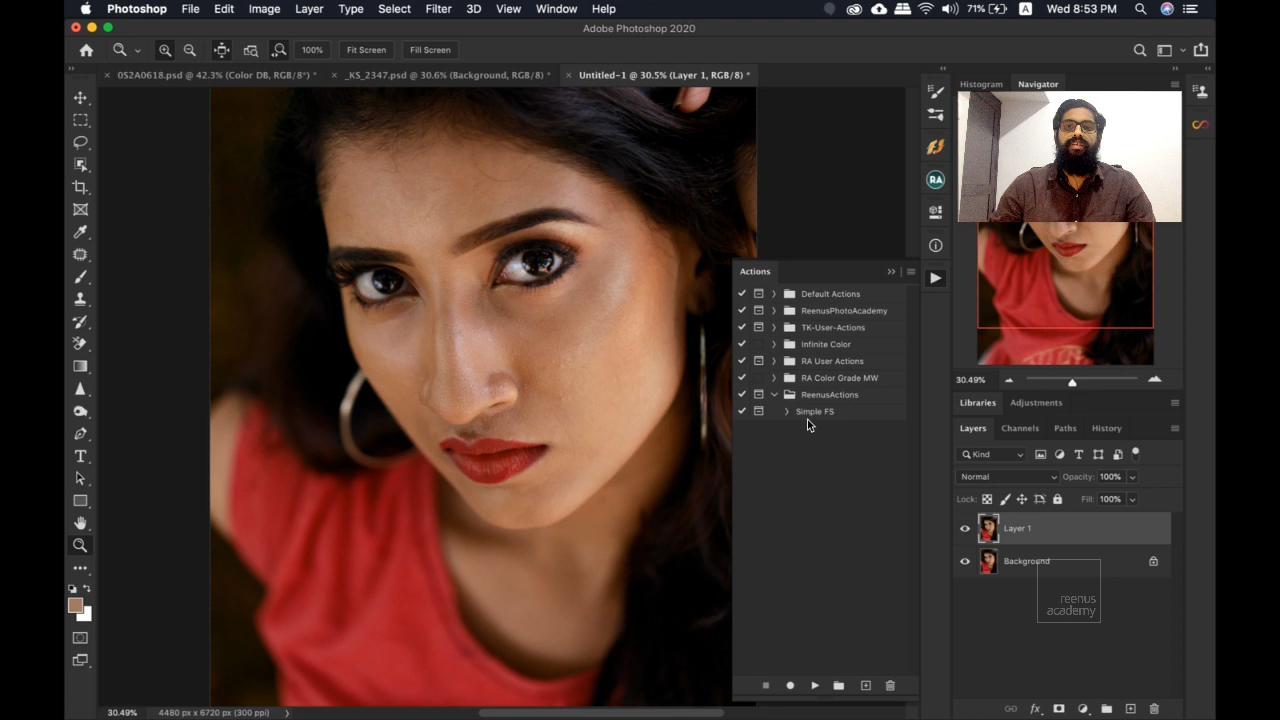 Photoshop File Edit Image Layer Type Select Filter 3D View Window Help 71% A Wed 8:53 PM
Adobe Photoshop 2020
100% Fit Screen Fill Screen
0S2A0618.psd @ 42.3% (Color DB, RGB/8*) * _KS_2347.psd @ 30.6% (Background, RGB/8) * Untitled-1 @ 30.5% (Layer 1, RGB/8) *
Histogram Navigator
RA
Actions
Default Actions
ReenusPhotoAcademy
TK-User-Actions
Infinite Color
RA User Actions
RA Color Grade MW
ReenusActions
Simple FS
30.49%
Libraries Adjustments
Layers Channels Paths History
Kind
Normal Opacity: 100%
Lock: Fill: 100%
Layer 1
Background
reenus
academy
30.49% 4480 px x 6720 px (300 ppi)